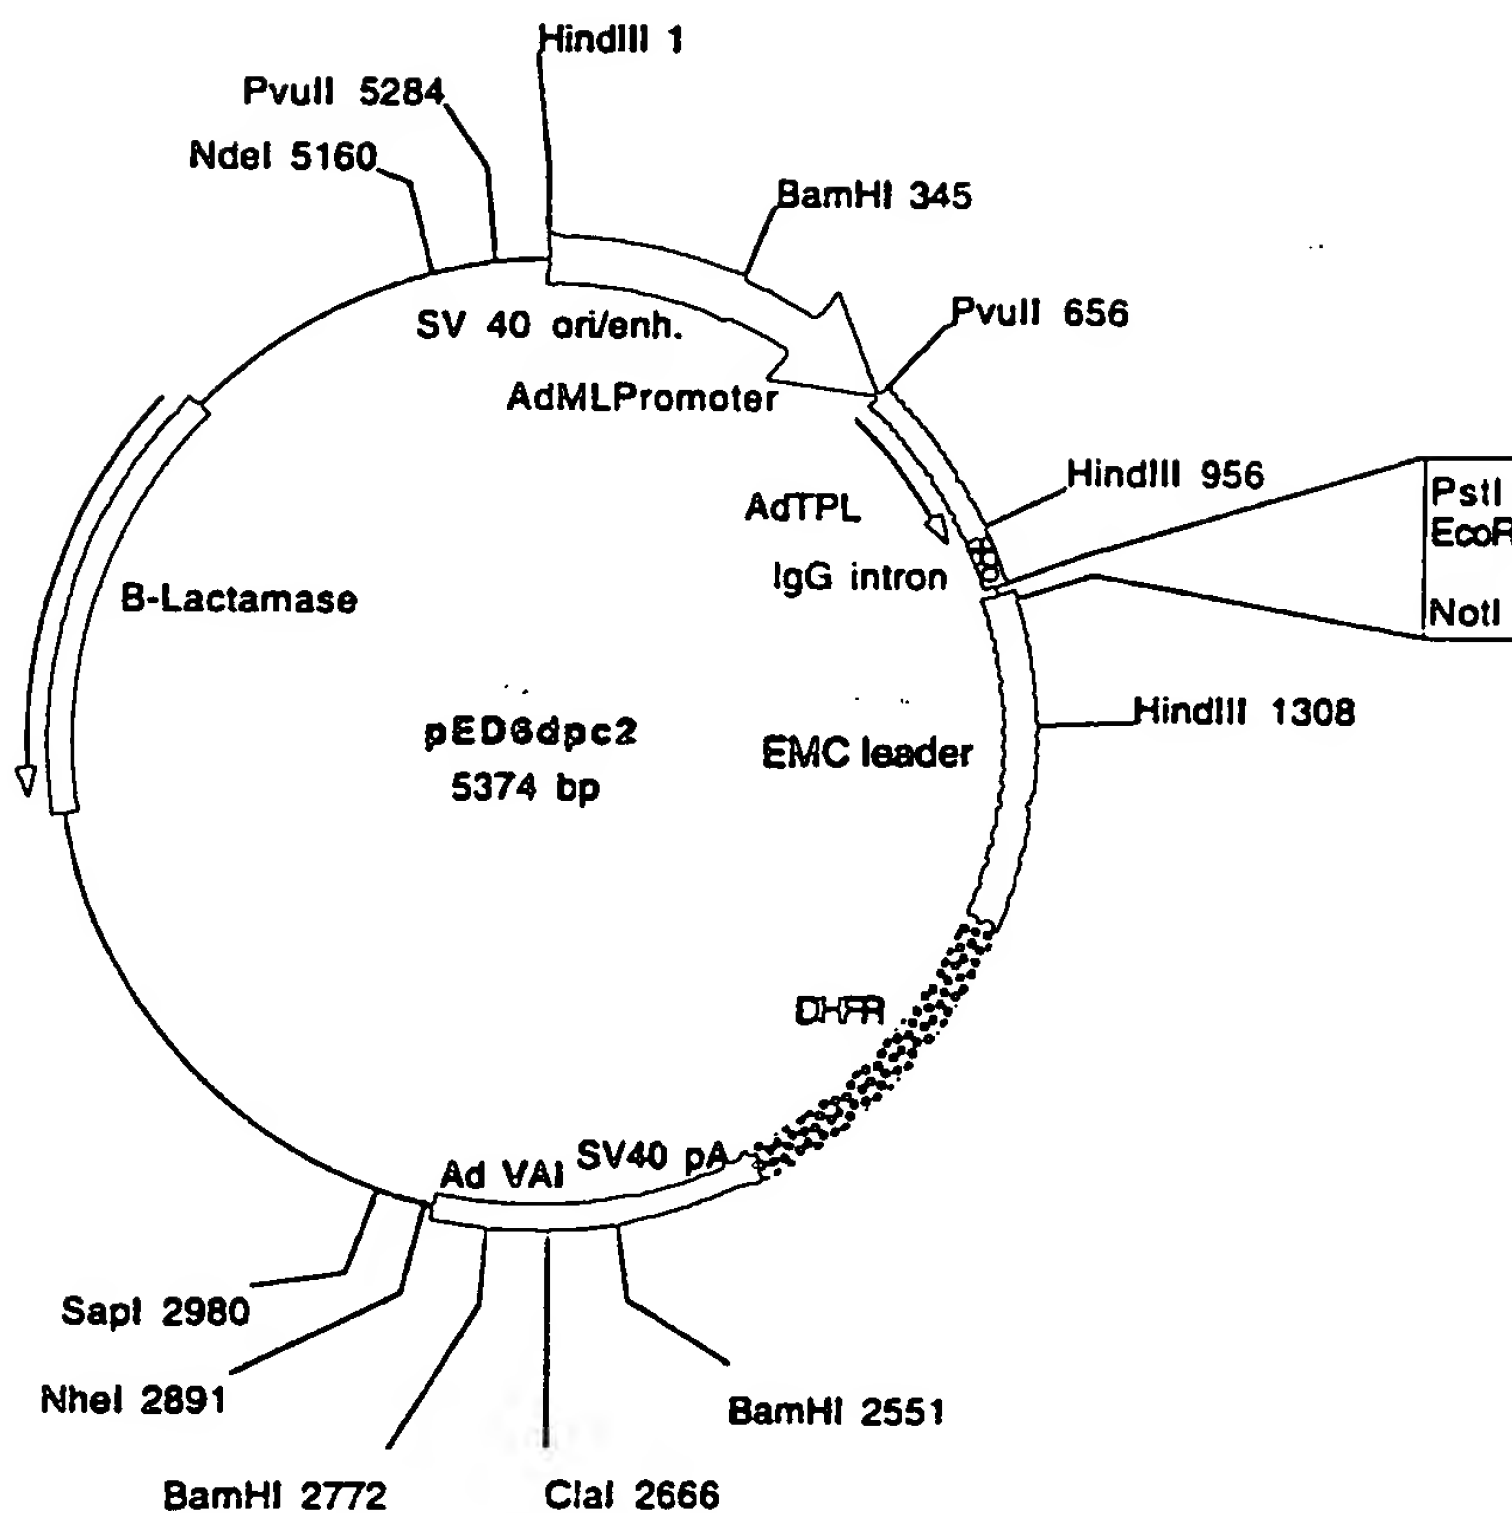 HindIII 1
PvuII 5284
NdeI 5160
BamHI 345
SV 40 ori/enh.
PvuII 656
AdMLPromoter
HindIII 956
PstI
EcoR
NotI
AdTPL
IgG intron
B-Lactamase
HindIII 1308
pED6dpc2
5374 bp
EMC leader
DHFR
SV40 pA
Ad VAI
SapI 2980
NheI 2891
BamHI 2551
BamHI 2772
ClaI 2666